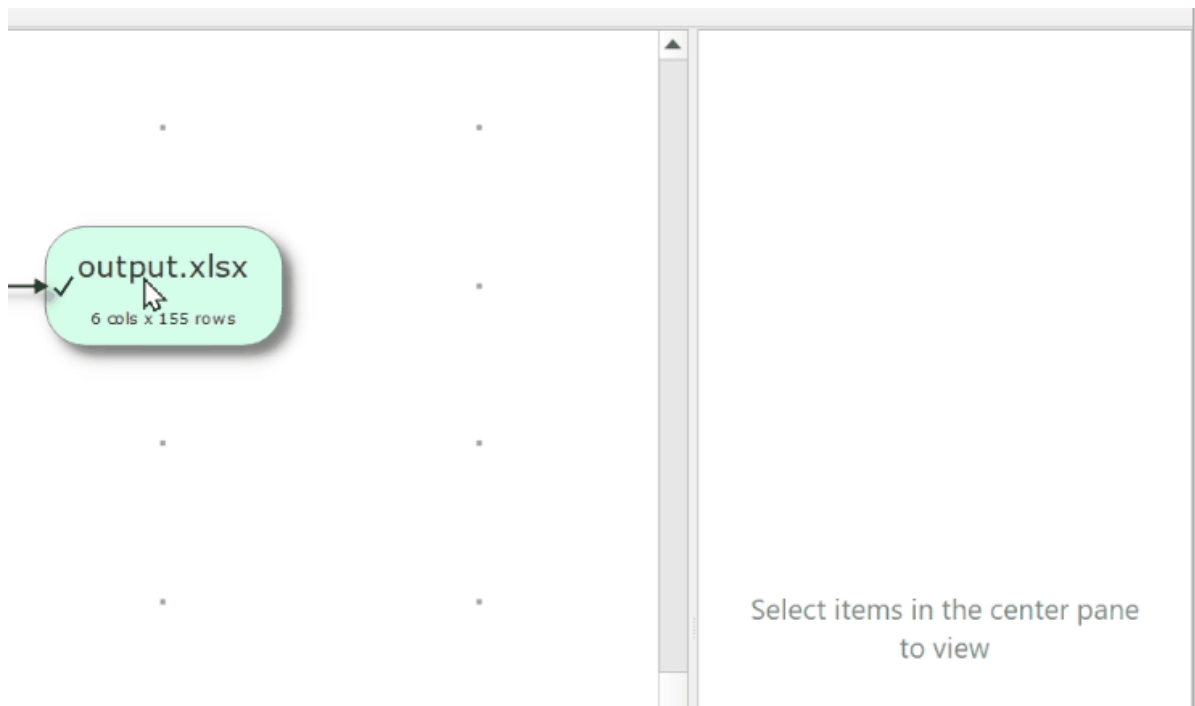 output.xlsx
6 cols x 155 rows
Select items in the center pane
to view